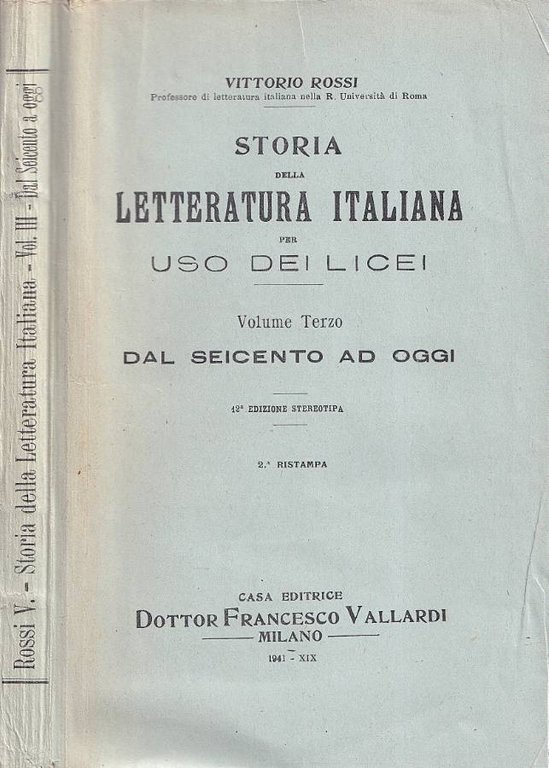 Rossi V. - Storia della Letteratura Italiana - Vol. III - Dal Seicento a oggi
VITTORIO ROSSI
Professore di letteratura italiana nella R. Università di Roma
STORIA
DELLA
LETTERATURA ITALIANA
PER
USO DEI LICEI
Volume Terzo
DAL SEICENTO AD OGGI
12ª EDIZIONE STEREOTIPA
2.ª RISTAMPA
CASA EDITRICE
DOTTOR FRANCESCO VALLARDI
MILANO
1941 - XIX